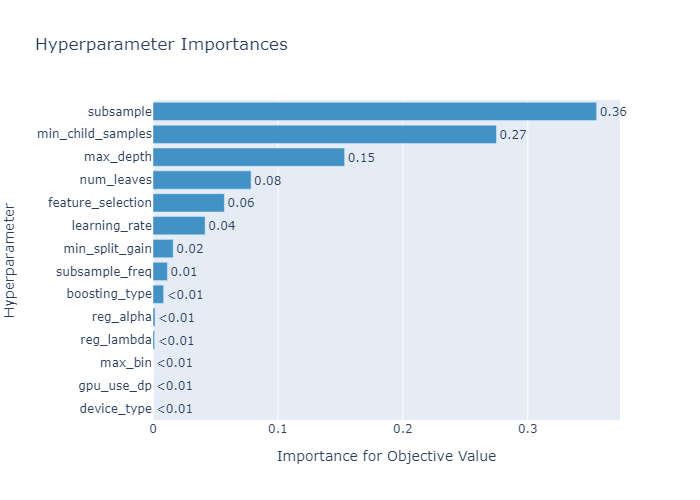 Hyperparameter Importances
Hyperparameter
subsample 0.36
min_child_samples 0.27
max_depth 0.15
num_leaves 0.08
feature_selection 0.06
learning_rate 0.04
min_split_gain 0.02
subsample_freq 0.01
boosting_type <0.01
reg_alpha <0.01
reg_lambda <0.01
max_bin <0.01
gpu_use_dp <0.01
device_type <0.01
0 0.1 0.2 0.3
Importance for Objective Value